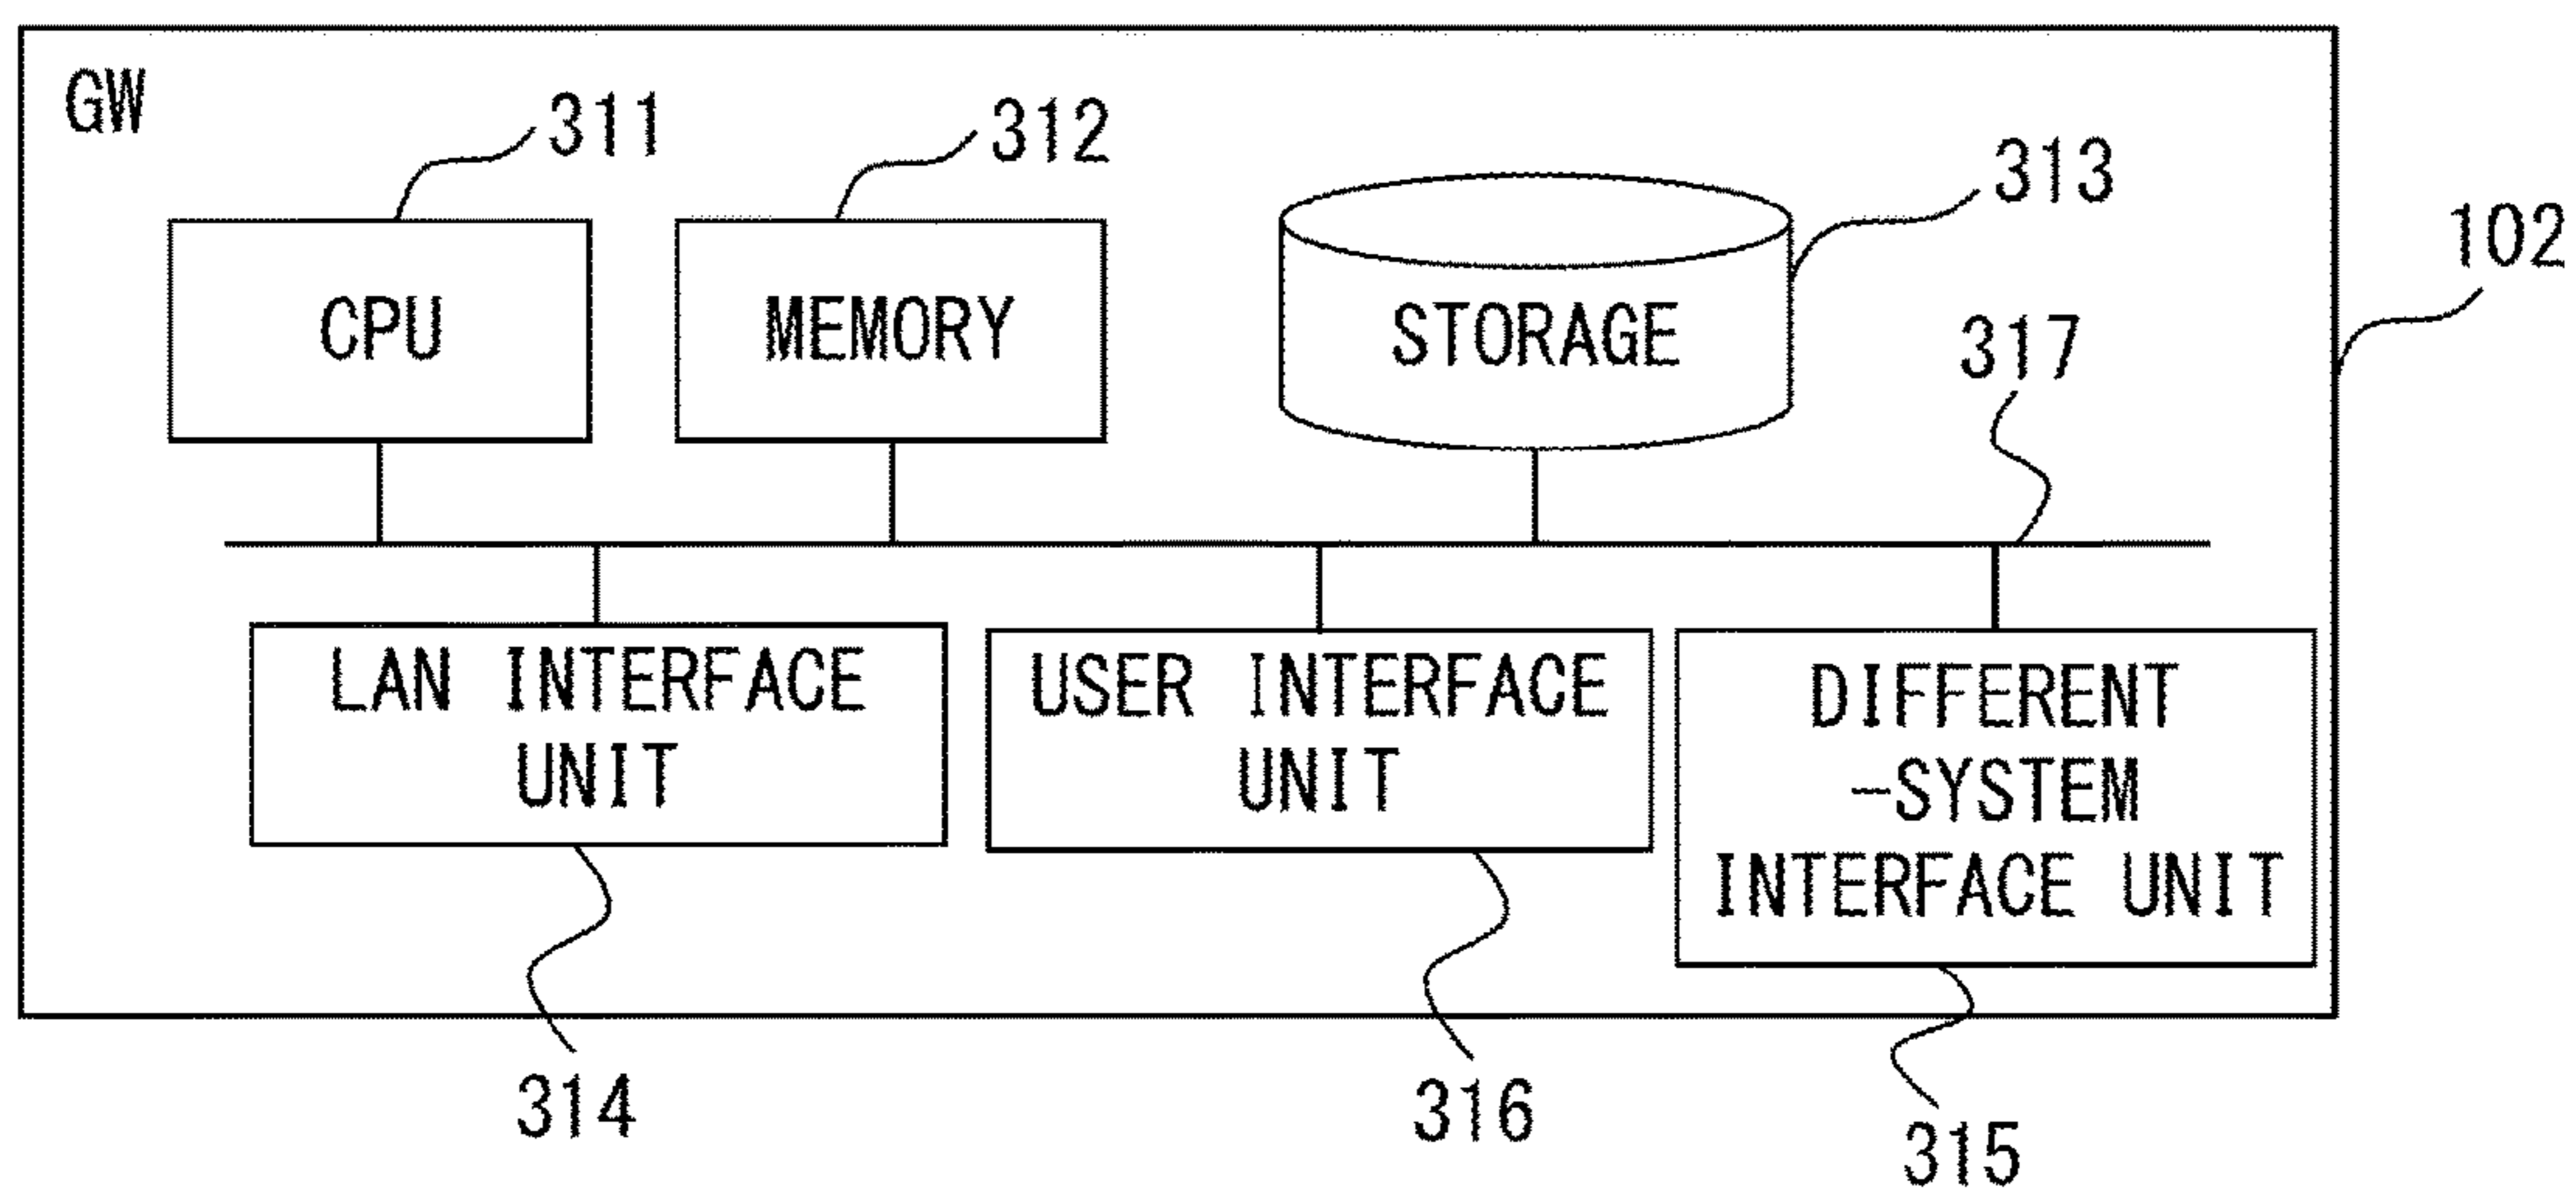 GW
311
312
313
102
CPU
MEMORY
STORAGE
317
LAN INTERFACE
UNIT
USER INTERFACE
UNIT
DIFFERENT
-SYSTEM
INTERFACE UNIT
314
316
315